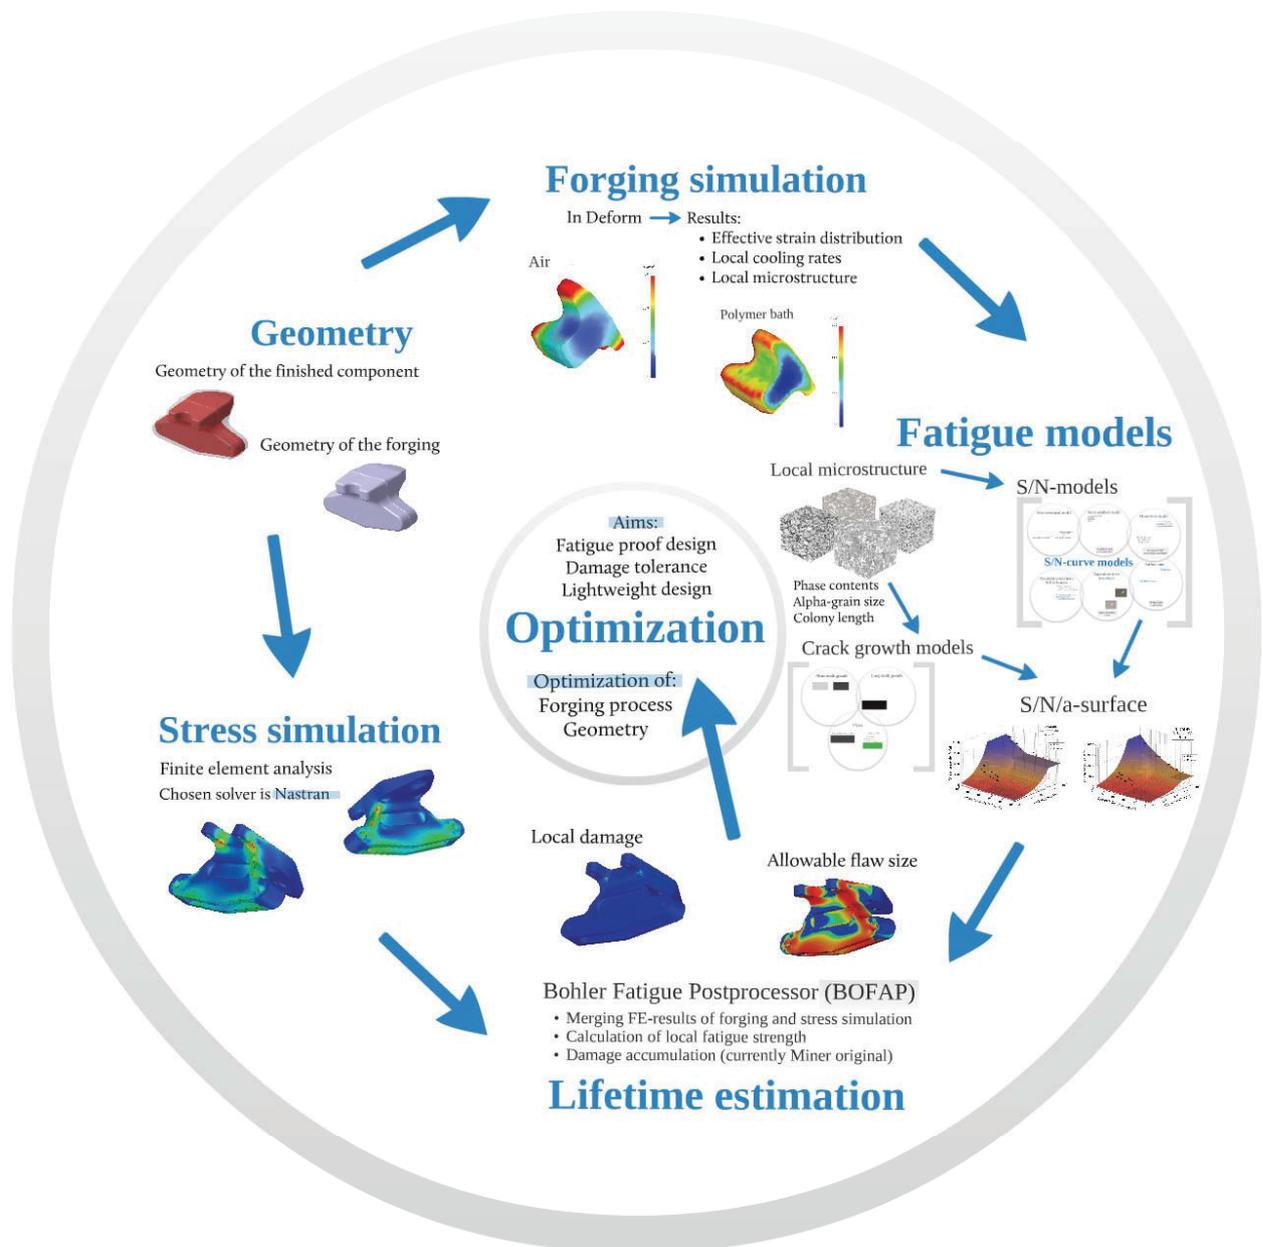 Forging simulation
In Deform
Results:
• Effective strain distribution
• Local cooling rates
• Local microstructure
Air
Polymer bath
Geometry
Geometry of the finished component
Geometry of the forging
Fatigue models
Local microstructure
S/N-models
S/N-curve models
Phase contents
Alpha-grain size
Colony length
Crack growth models
S/N/a-surface
Aims:
Fatigue proof design
Damage tolerance
Lightweight design
Optimization
Optimization of:
Forging process
Geometry
Stress simulation
Finite element analysis
Chosen solver is Nastran
Local damage
Allowable flaw size
Bohler Fatigue Postprocessor (BOFAP)
• Merging FE-results of forging and stress simulation
• Calculation of local fatigue strength
• Damage accumulation (currently Miner original)
Lifetime estimation